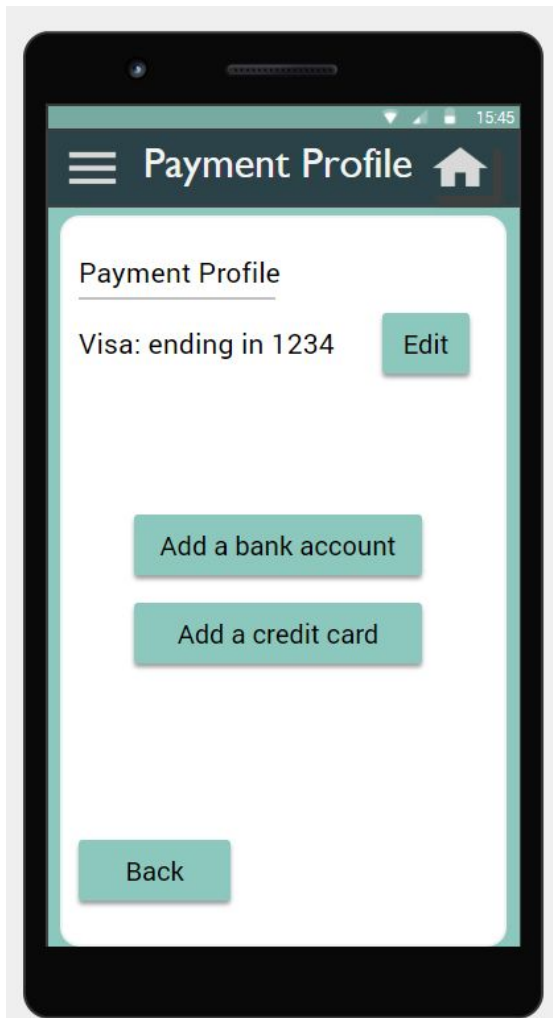 15:45
Payment Profile
Payment Profile
Visa: ending in 1234
Edit
Add a bank account
Add a credit card
Back